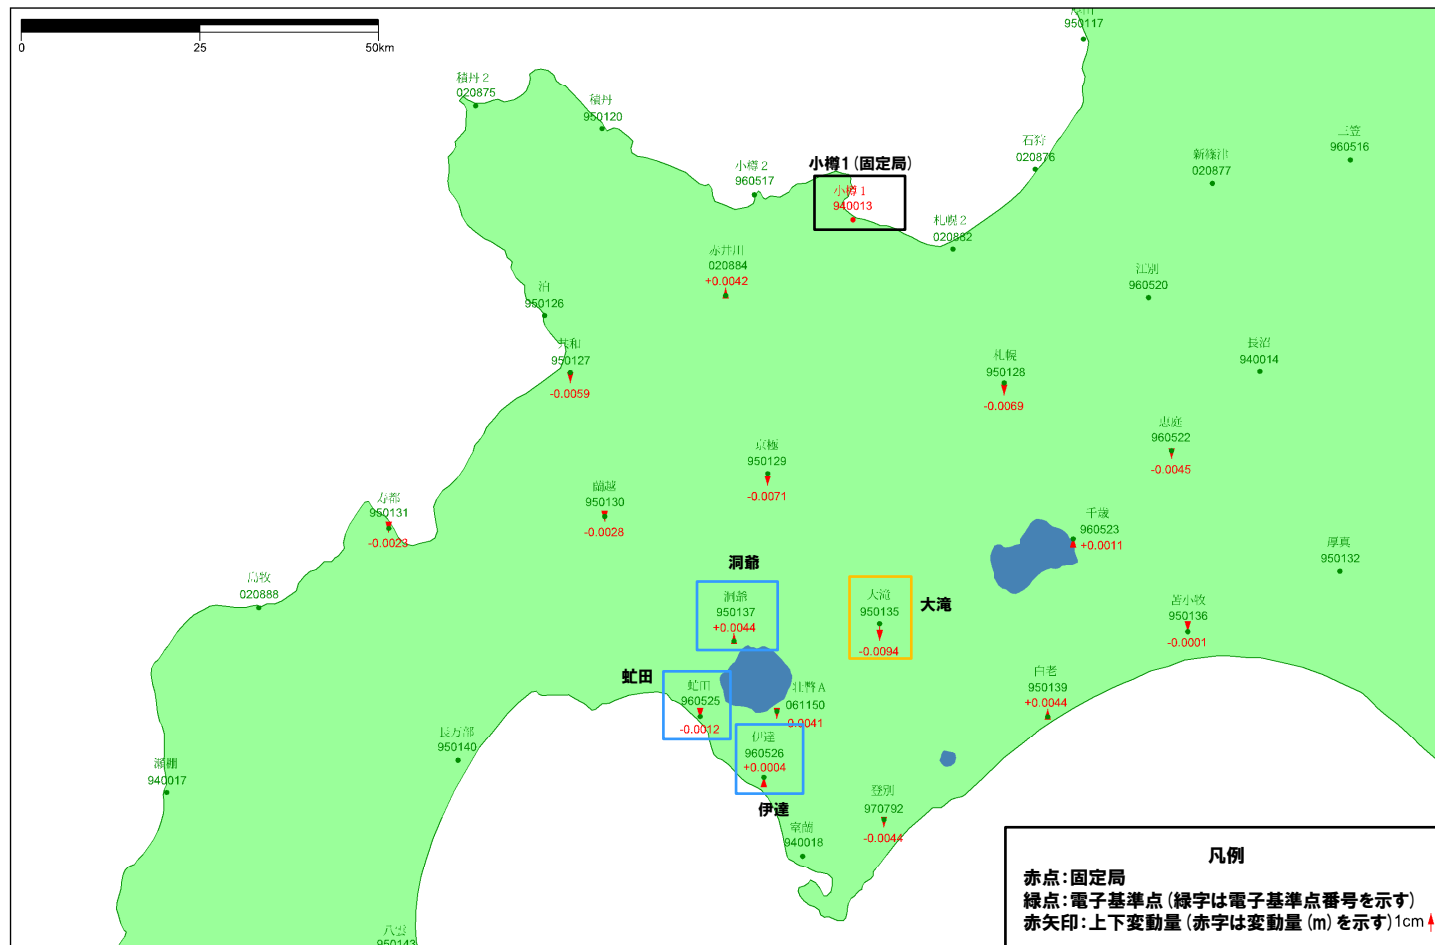 0
25
50km
950117
積丹2
020875
積丹
950120
小樽2
960517
小樽1(固定局)
小樽1
940013
石狩
020876
新篠津
020877
三笠
960516
札幌2
020882
赤井川
020884
+0.0042
江別
960520
泊
950126
共和
950127
-0.0059
札幌
950128
-0.0069
長沼
940014
恵庭
960522
-0.0045
京極
950129
-0.0071
蘭越
950130
-0.0028
寿都
950131
-0.0023
千歳
960523
+0.0011
厚真
950132
島牧
020888
洞爺
洞爺
950137
+0.0044
大滝
950135
-0.0094
大滝
苫小牧
950136
-0.0001
虻田
虻田
960525
-0.0012
壮瞥A
061150
-0.0041
白老
950139
+0.0044
伊達
960526
+0.0004
伊達
長万部
950140
瀬棚
940017
登別
970792
-0.0044
室蘭
940018
八雲
950143
凡例
赤点:固定局
緑点:電子基準点(緑字は電子基準点番号を示す)
赤矢印:上下変動量(赤字は変動量(m)を示す)1cm